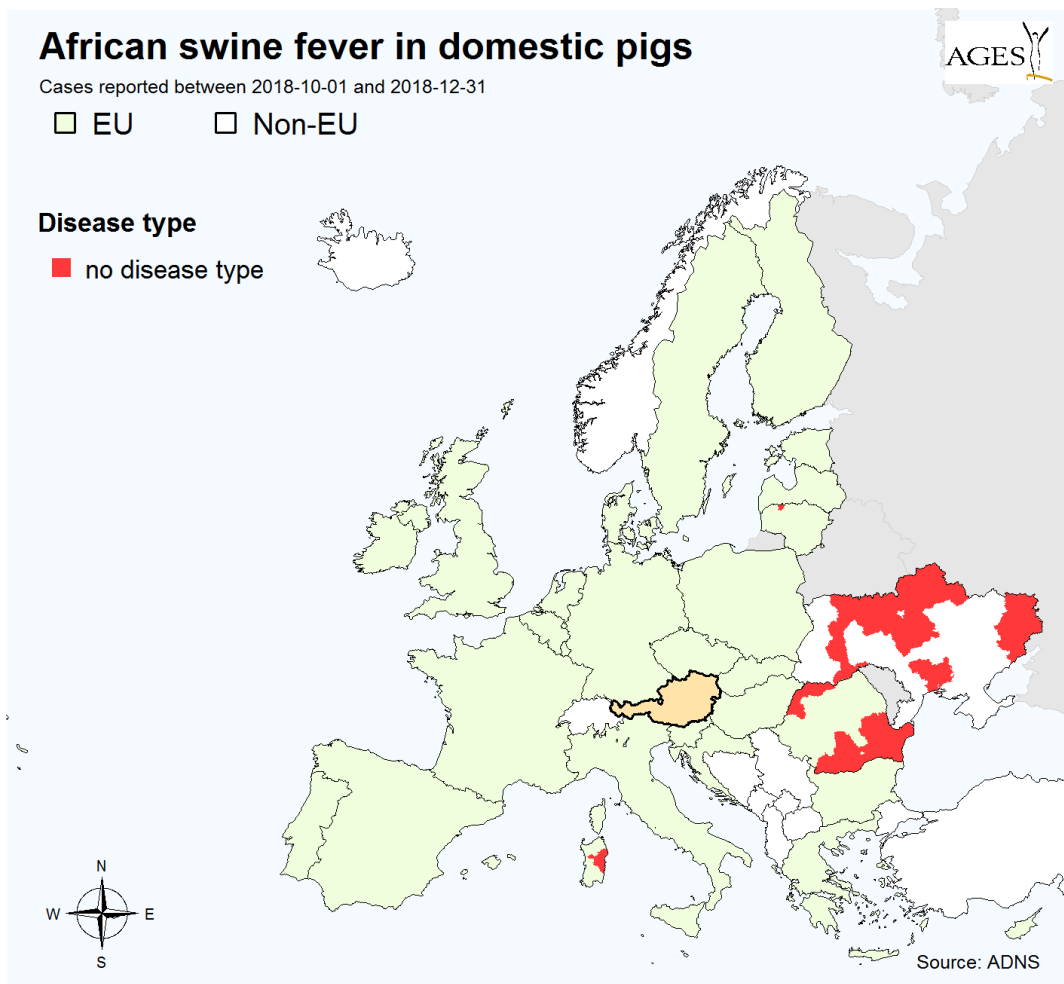 African swine fever in domestic pigs
AGES
Cases reported between 2018-10-01 and 2018-12-31
EU Non-EU
Disease type
no disease type
N
W E
S
Source: ADNS